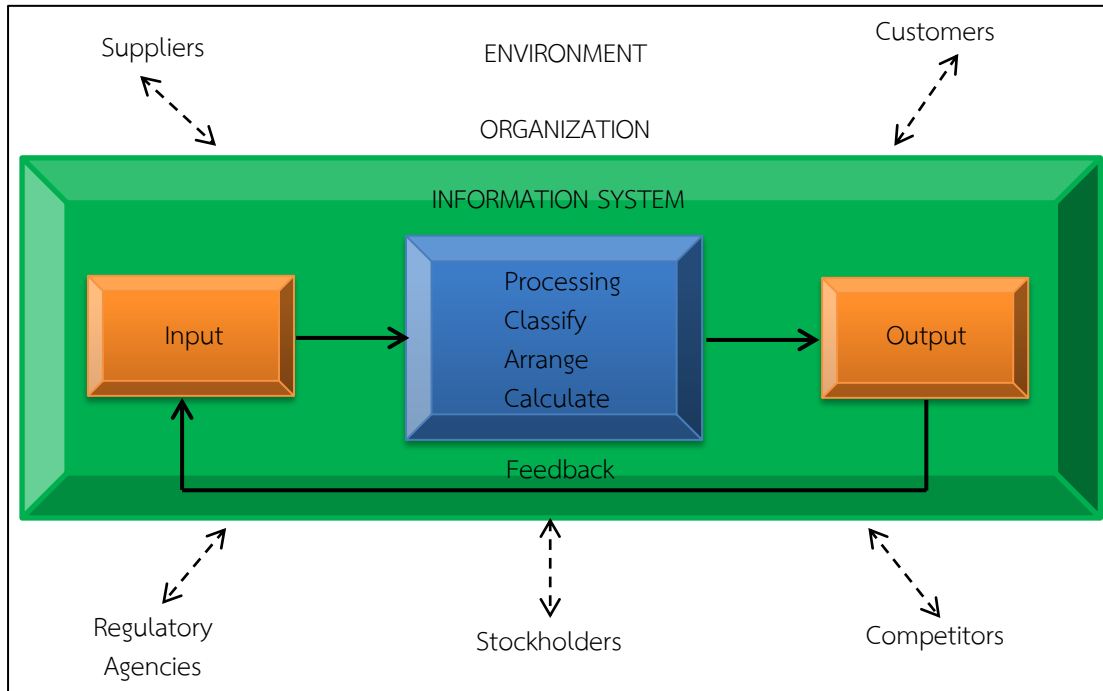 Suppliers
ENVIRONMENT
Customers
ORGANIZATION
INFORMATION SYSTEM
Input
Processing
Classify
Arrange
Calculate
Output
Feedback
Regulatory
Agencies
Stockholders
Competitors